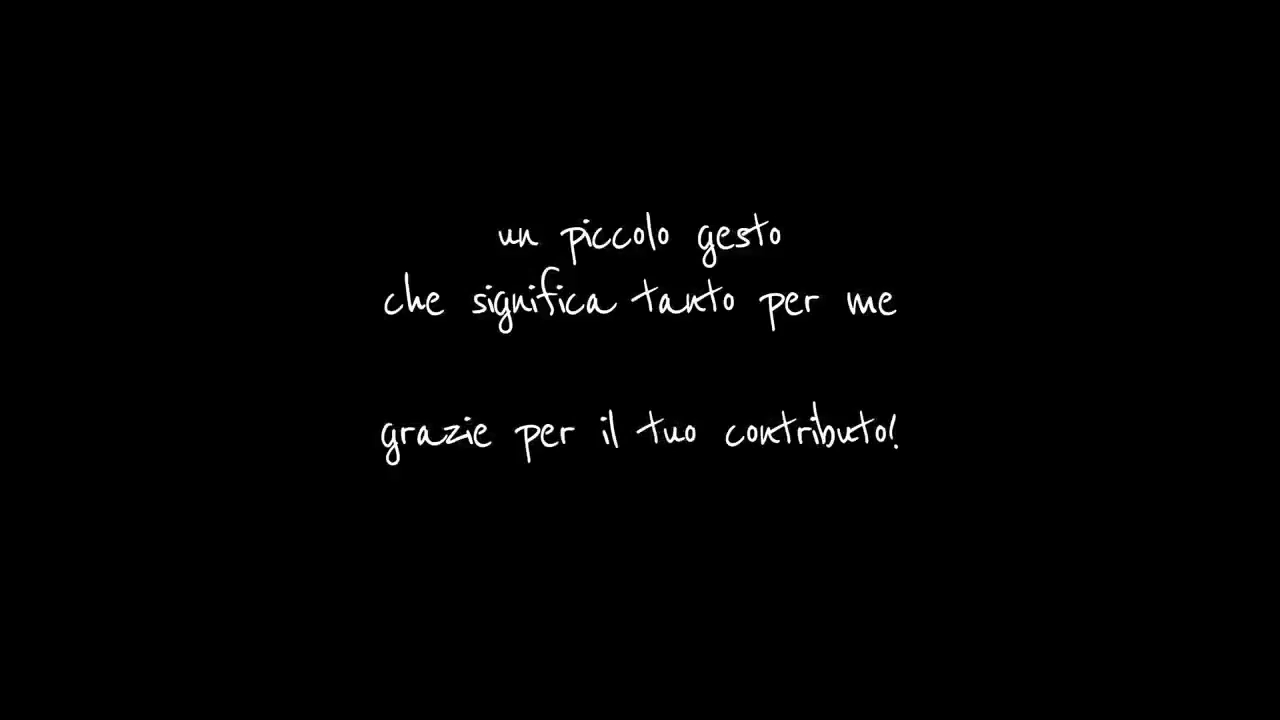 un piccolo gesto
che significa tanto per me
grazie per il tuo contributo!